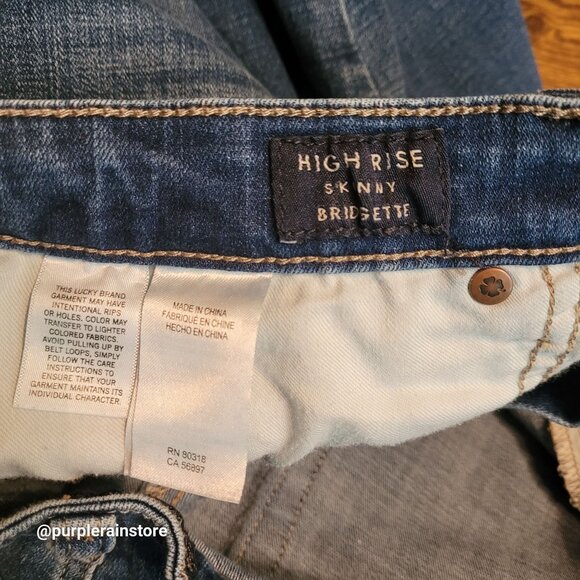 HIGH RISE
SKINNY
BRIDGETTE
THIS LUCKY BRAND
GARMENT MAY HAVE
INTENTIONAL RIPS
OR HOLES. COLOR MAY
TRANSFER TO LIGHTER
COLORED FABRICS.
AVOID PULLING UP BY
BELT LOOPS, SIMPLY
FOLLOW THE CARE
INSTRUCTIONS TO
ENSURE THAT YOUR
GARMENT MAINTAINS ITS
INDIVIDUAL CHARACTER.
MADE IN CHINA
FABRIQUÉ EN CHINE
HECHO EN CHINA
RN 80318
CA 56897
@purplerainstore